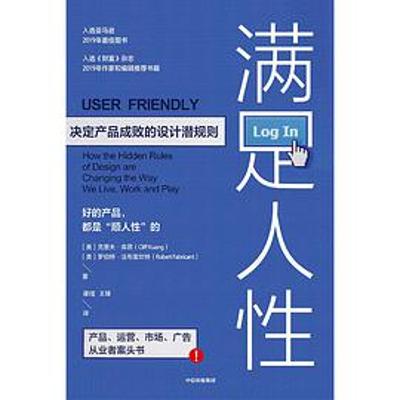 入选亚马逊
2019年最佳图书
入选《财富》杂志
2019年作家和编辑推荐书籍
满足人性
Log In
USER FRIENDLY
决定产品成败的设计潜规则
How the Hidden Rules
of Design are
Changing the Way
We Live, Work and Play
好的产品，
都是“顺人性”的
［美］克里夫·库昂（Cliff Kuang）
［美］罗伯特·法布里坎特（Robert Fabricant）
著
译
产品、运营、市场、广告
从业者案头书
!
中信出版集团